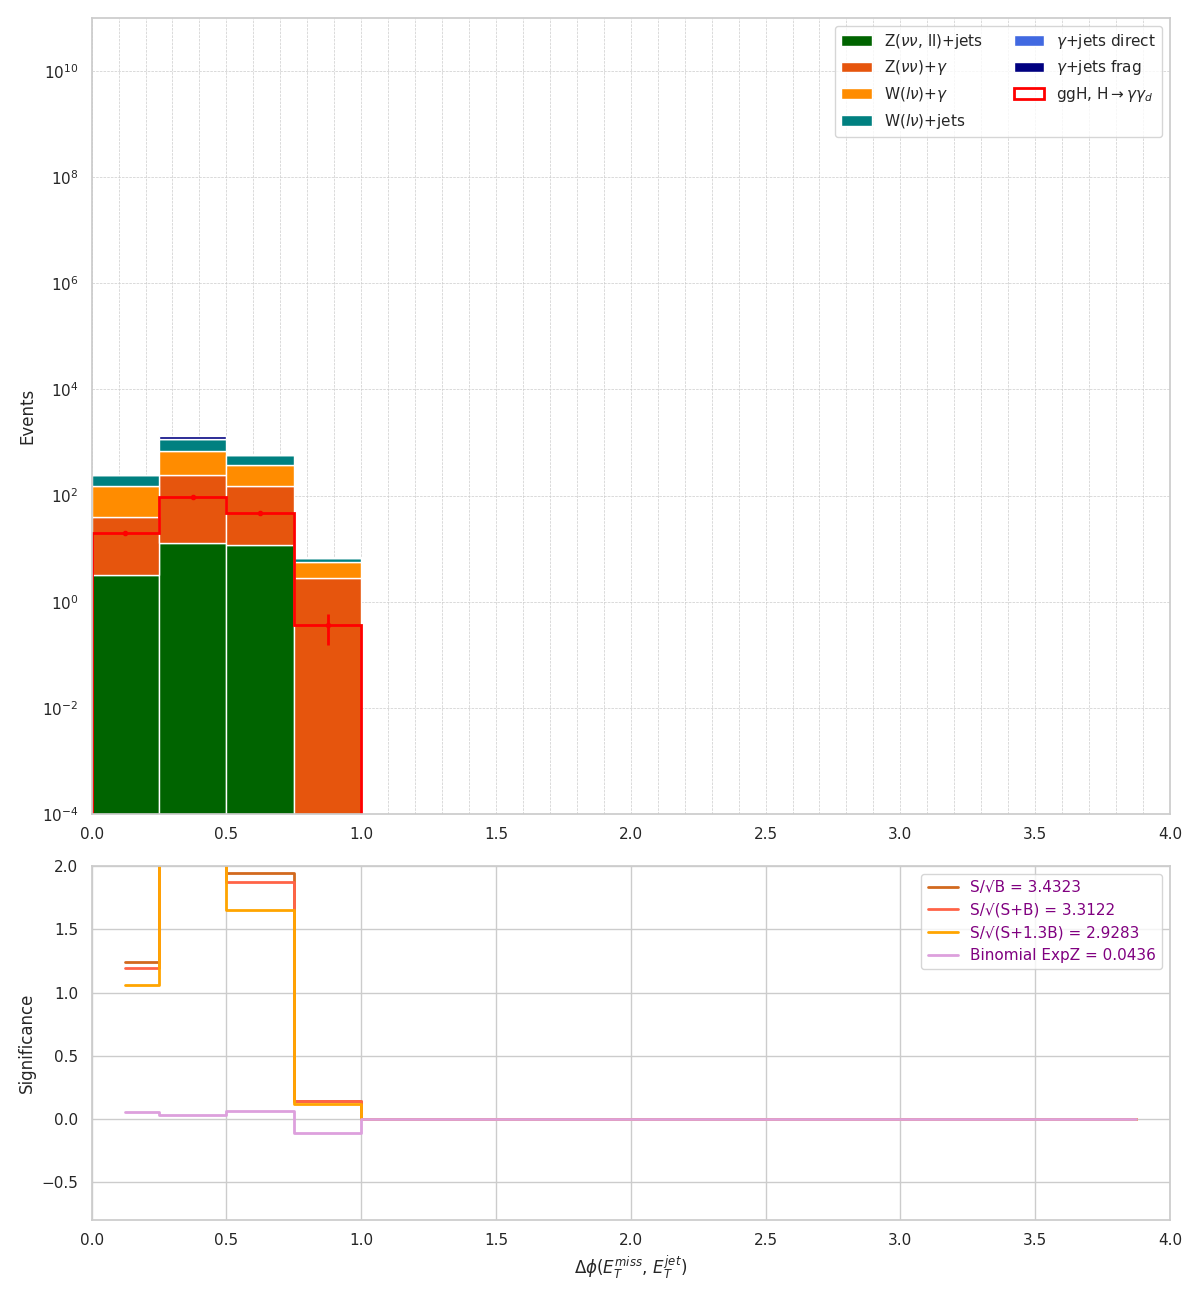 Z(νν, ll)+jets
Z(νν)+γ
W(lν)+γ
W(lν)+jets
γ+jets direct
γ+jets frag
ggH, H→γγ_d
Events
10^10
10^8
10^6
10^4
10^2
10^0
10^−2
10^−4
0.0 0.5 1.0 1.5 2.0 2.5 3.0 3.5 4.0
S/√B = 3.4323
S/√(S+B) = 3.3122
S/√(S+1.3B) = 2.9283
Binomial ExpZ = 0.0436
Significance
2.0
1.5
1.0
0.5
0.0
−0.5
0.0 0.5 1.0 1.5 2.0 2.5 3.0 3.5 4.0
Δϕ(E_T^miss, E_T^jet)